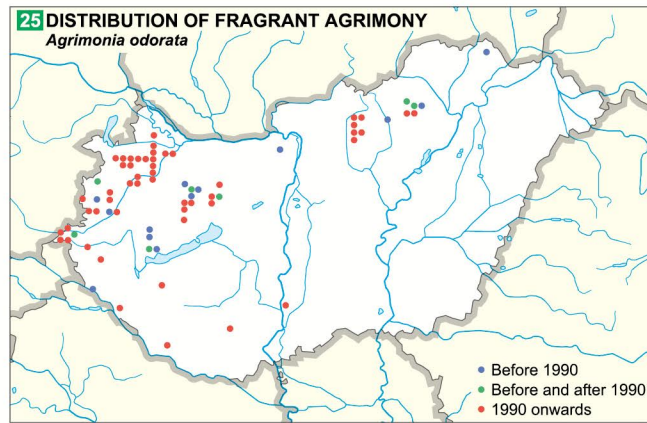 25 DISTRIBUTION OF FRAGRANT AGRIMONY
Agrimonia odorata
Before 1990
Before and after 1990
1990 onwards